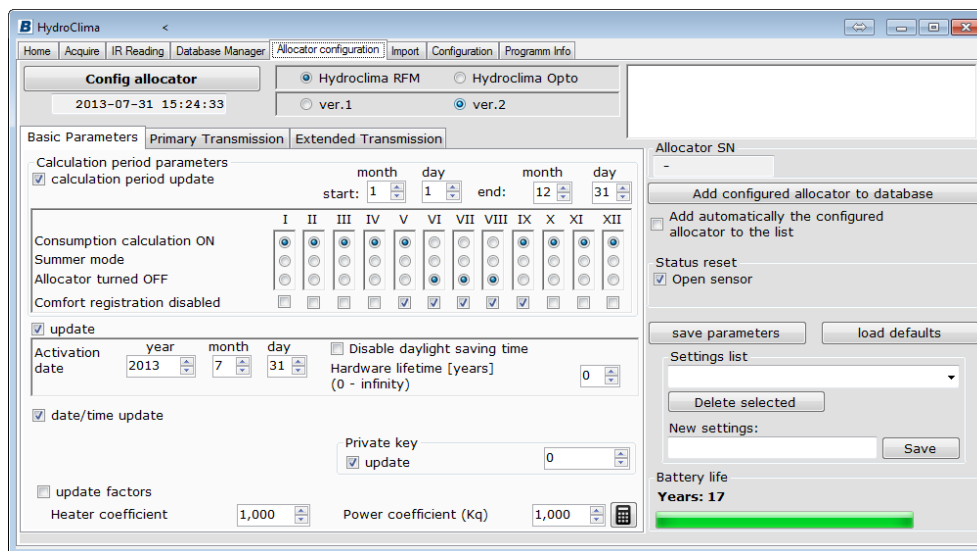 B HydroClima <
Home Acquire IR Reading Database Manager Allocator configuration Import Configuration Programm Info
Config allocator
2013-07-31 15:24:33
Hydroclima RFM Hydroclima Opto
ver.1 ver.2
Basic Parameters Primary Transmission Extended Transmission
Calculation period parameters
calculation period update
month day month day
start: 1 1 end: 12 31
I II III IV V VI VII VIII IX X XI XII
Consumption calculation ON
Summer mode
Allocator turned OFF
Comfort registration disabled
update
Activation date
year month day
2013 7 31
Disable daylight saving time
Hardware lifetime [years]
(0 - infinity)
0
date/time update
Private key
update 0
update factors
Heater coefficient 1,000 Power coefficient (Kq) 1,000
Allocator SN
-
Add configured allocator to database
Add automatically the configured
allocator to the list
Status reset
Open sensor
save parameters load defaults
Settings list
Delete selected
New settings:
Save
Battery life
Years: 17